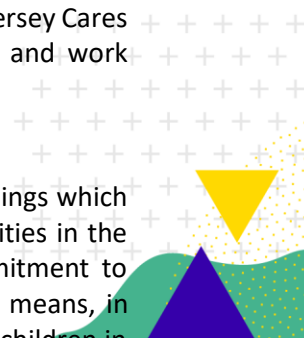 ersey Cares
and work
ings which
ities in the
mitment to
means, in
children in